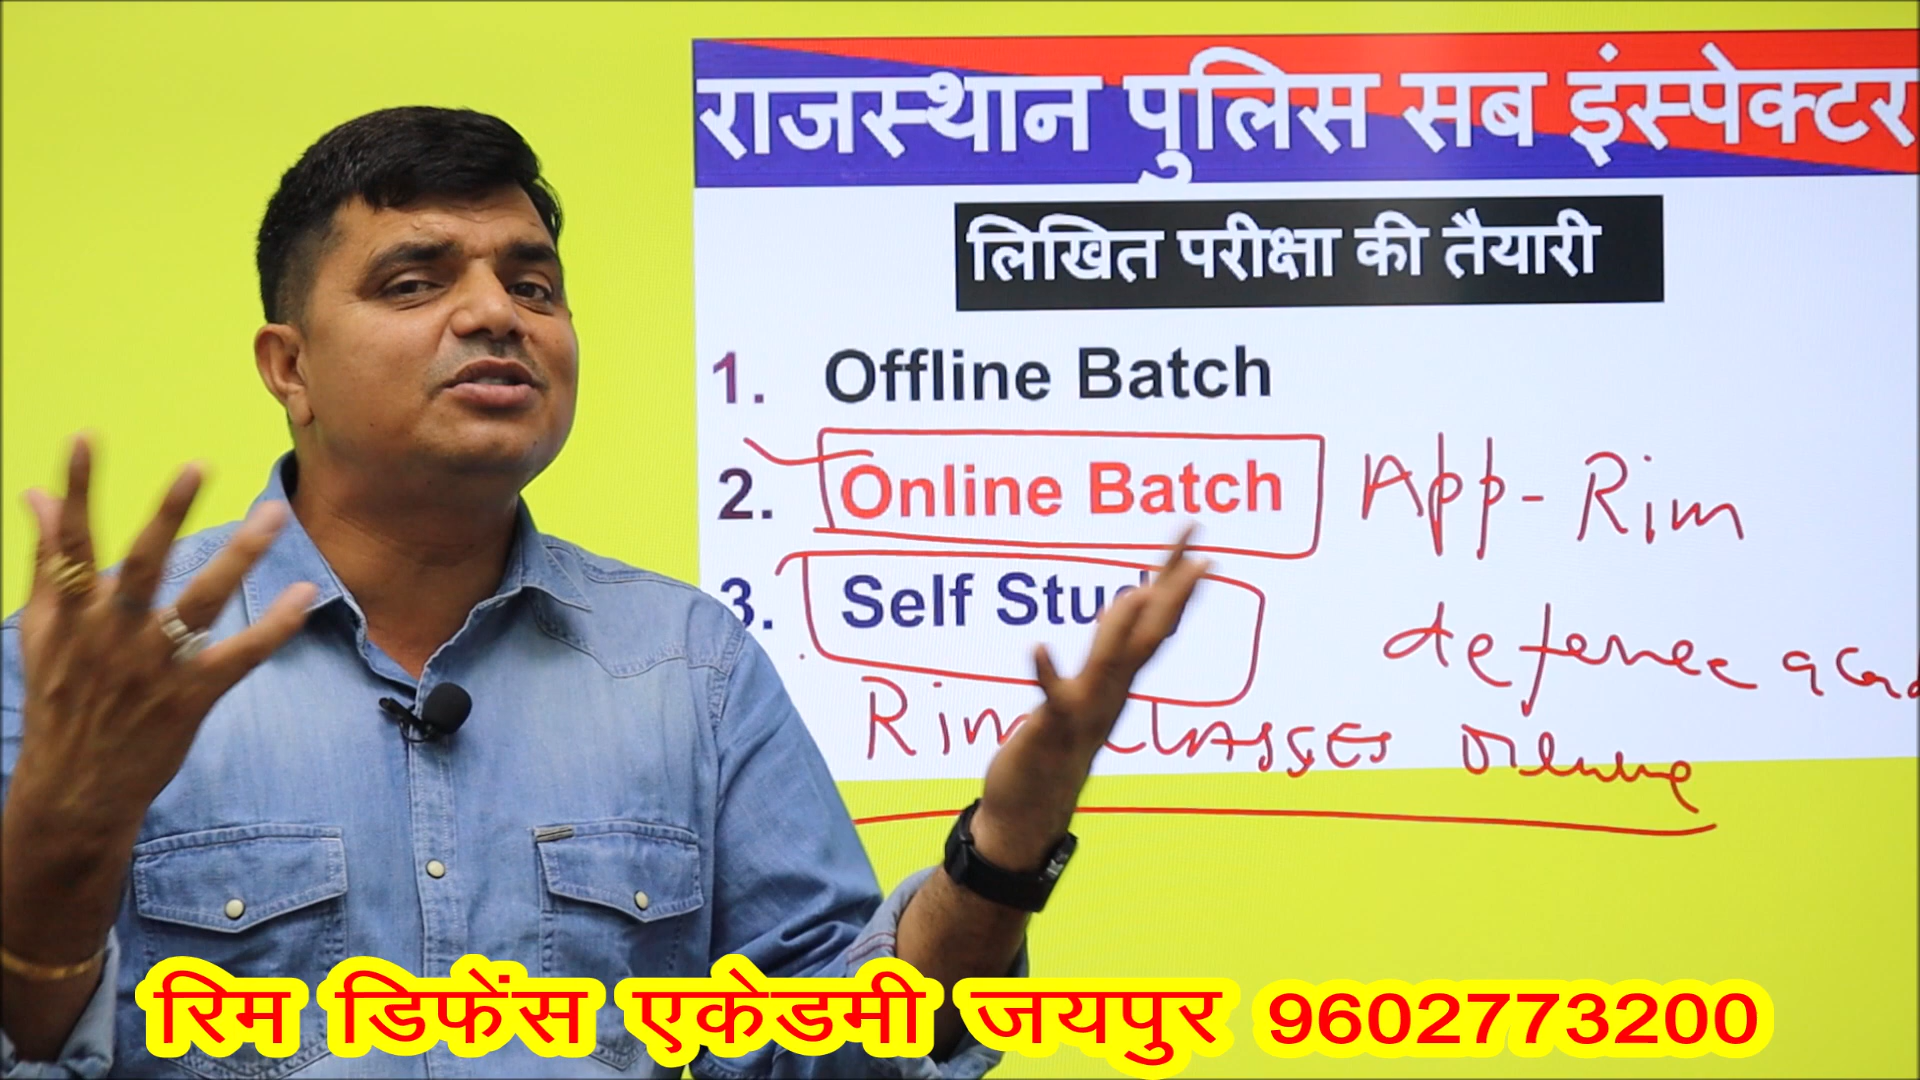 राजस्थान पुलिस सब इंस्पेक्टर
लिखित परीक्षा की तैयारी
1. Offline Batch
2. Online Batch App - Rim
3. Self
defence
Rim CLASSES
रिम डिफेंस एकेडमी जयपुर 9602773200